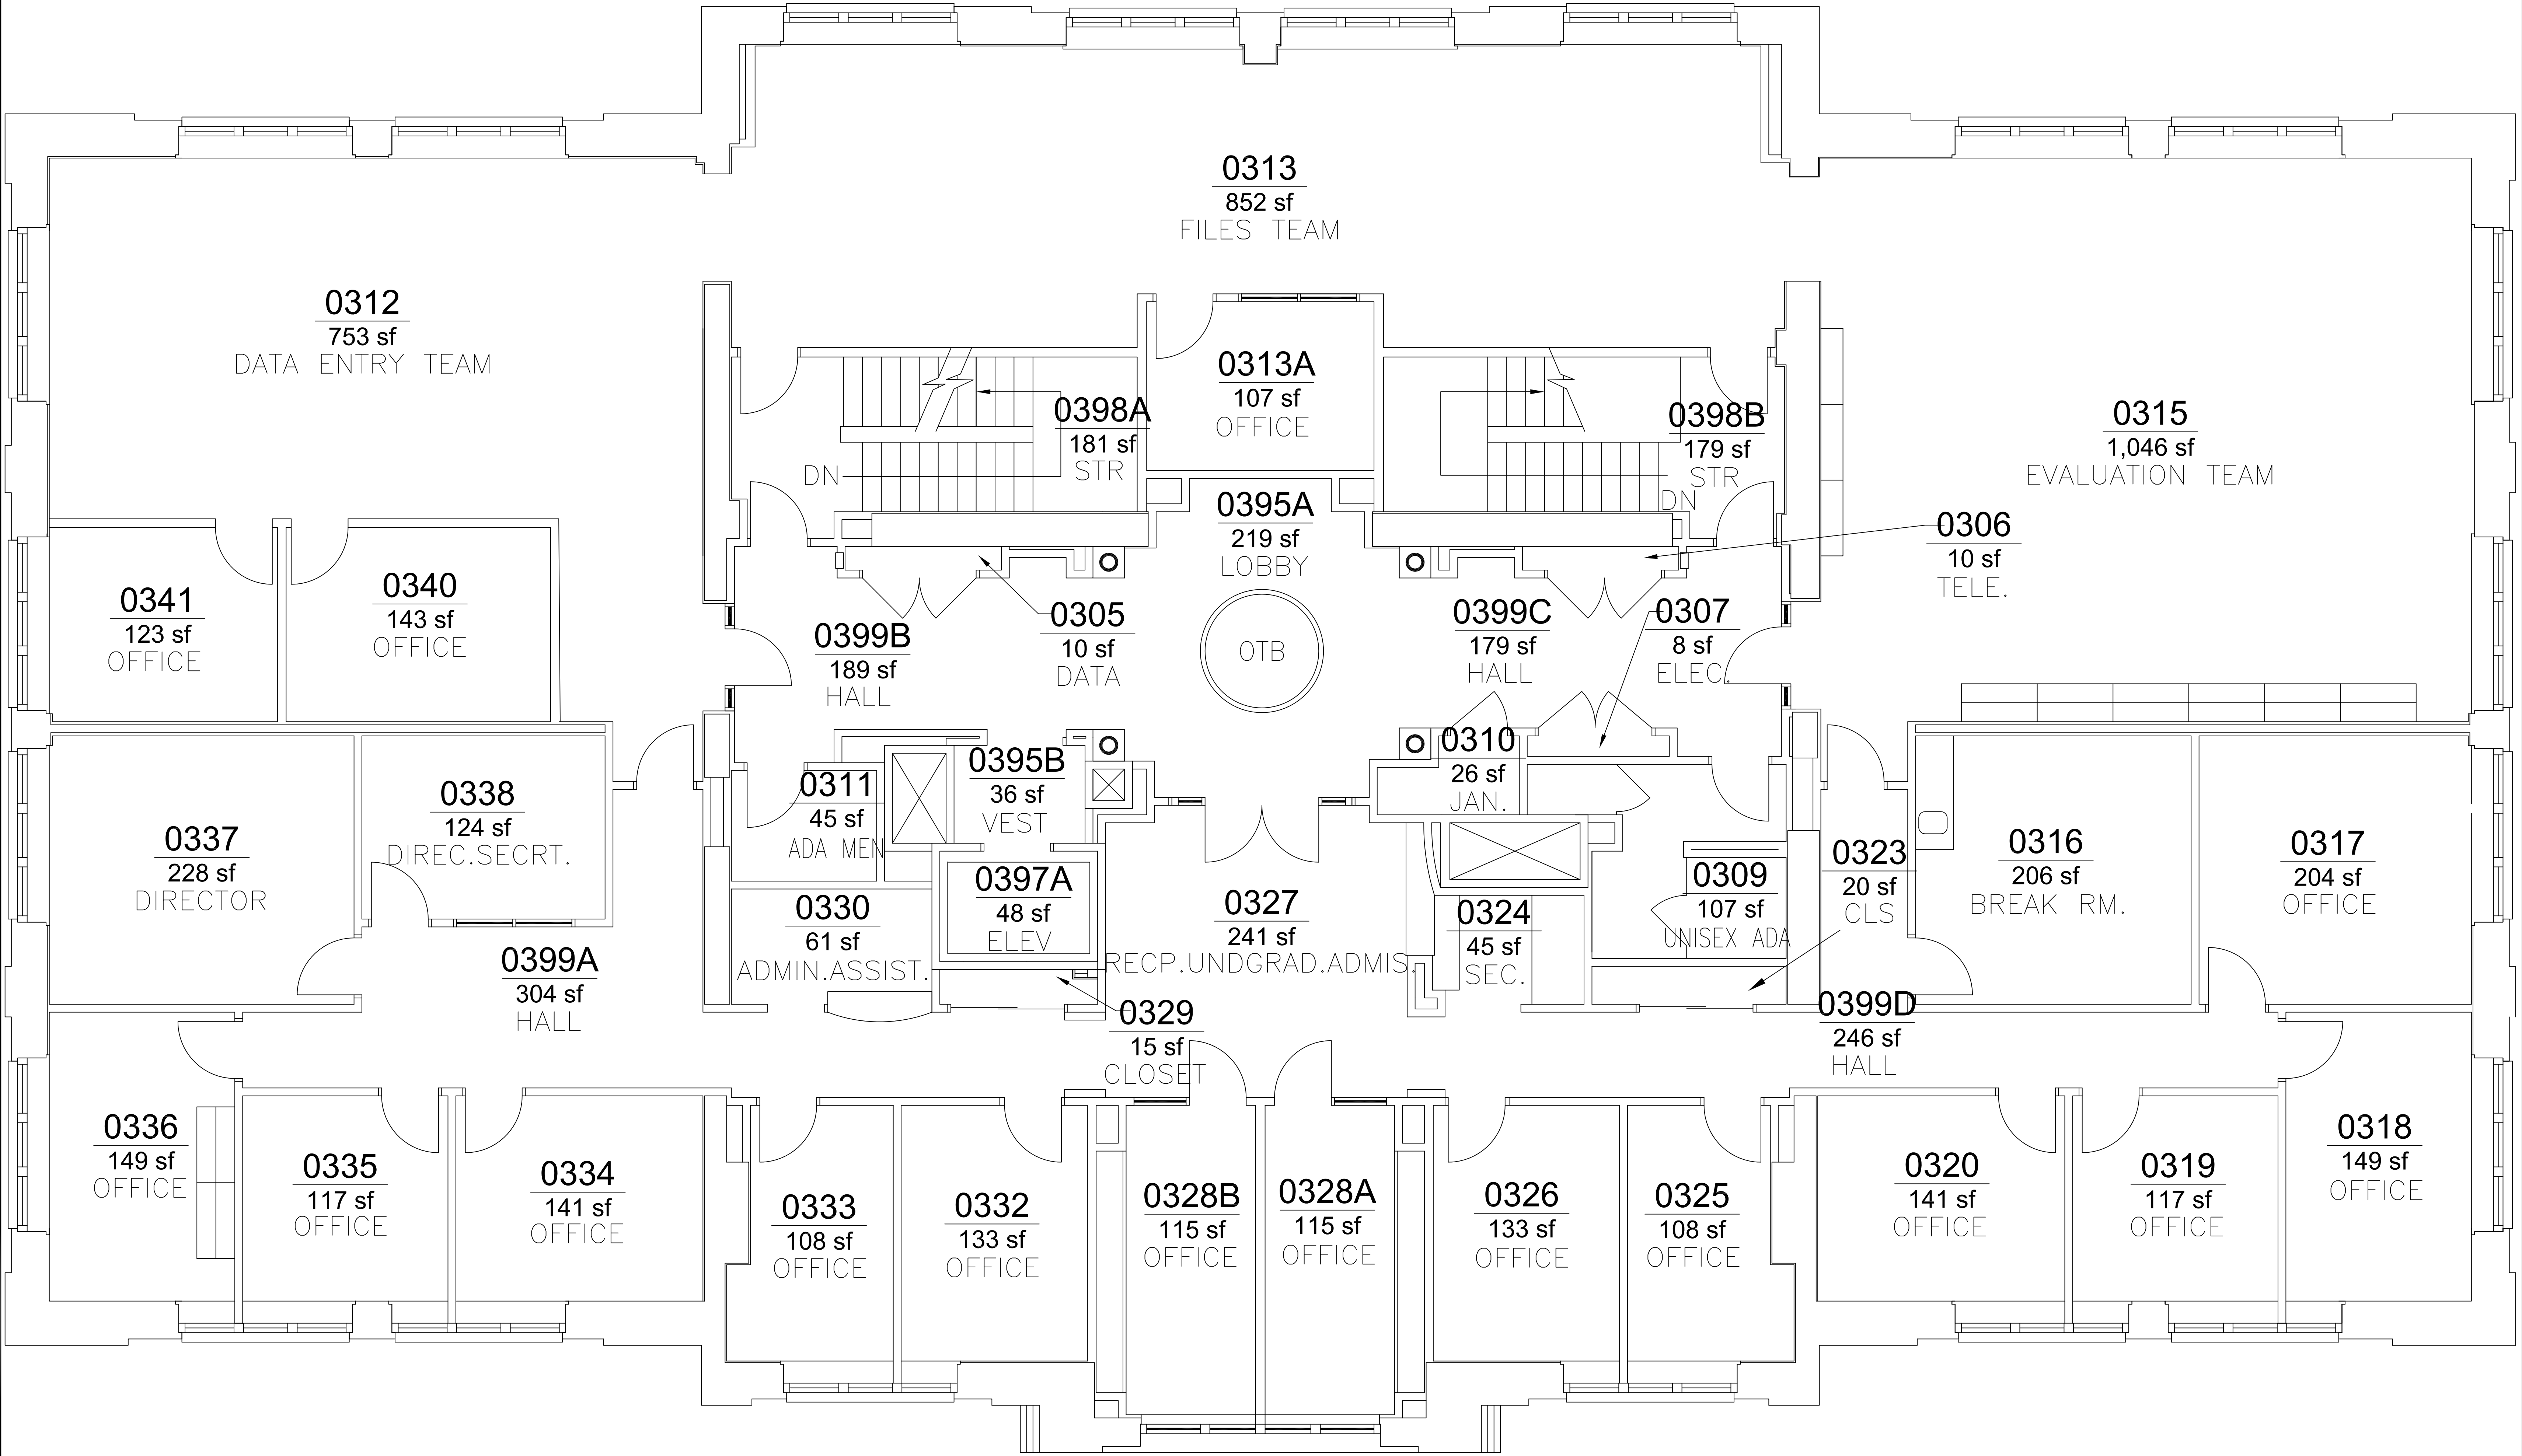 0313
852 sf
FILES TEAM
0312
753 sf
DATA ENTRY TEAM
0313A
107 sf
OFFICE
0398A
181 sf
STR
DN
0398B
179 sf
STR
DN
0315
1,046 sf
EVALUATION TEAM
0395A
219 sf
LOBBY
0306
10 sf
TELE.
0341
123 sf
OFFICE
0340
143 sf
OFFICE
0399B
189 sf
HALL
0305
10 sf
DATA
OTB
0399C
179 sf
HALL
0307
8 sf
ELEC.
0337
228 sf
DIRECTOR
0338
124 sf
DIREC.SECRT.
0311
45 sf
ADA MEN
0395B
36 sf
VEST
0310
26 sf
JAN.
0397A
48 sf
ELEV
0330
61 sf
ADMIN.ASSIST.
0327
241 sf
RECP.UNDGRAD.ADMIS.
0324
45 sf
SEC.
0309
107 sf
UNISEX ADA
0323
20 sf
CLS
0316
206 sf
BREAK RM.
0317
204 sf
OFFICE
0399A
304 sf
HALL
0329
15 sf
CLOSET
0399D
246 sf
HALL
0336
149 sf
OFFICE
0335
117 sf
OFFICE
0334
141 sf
OFFICE
0333
108 sf
OFFICE
0332
133 sf
OFFICE
0328B
115 sf
OFFICE
0328A
115 sf
OFFICE
0326
133 sf
OFFICE
0325
108 sf
OFFICE
0320
141 sf
OFFICE
0319
117 sf
OFFICE
0318
149 sf
OFFICE